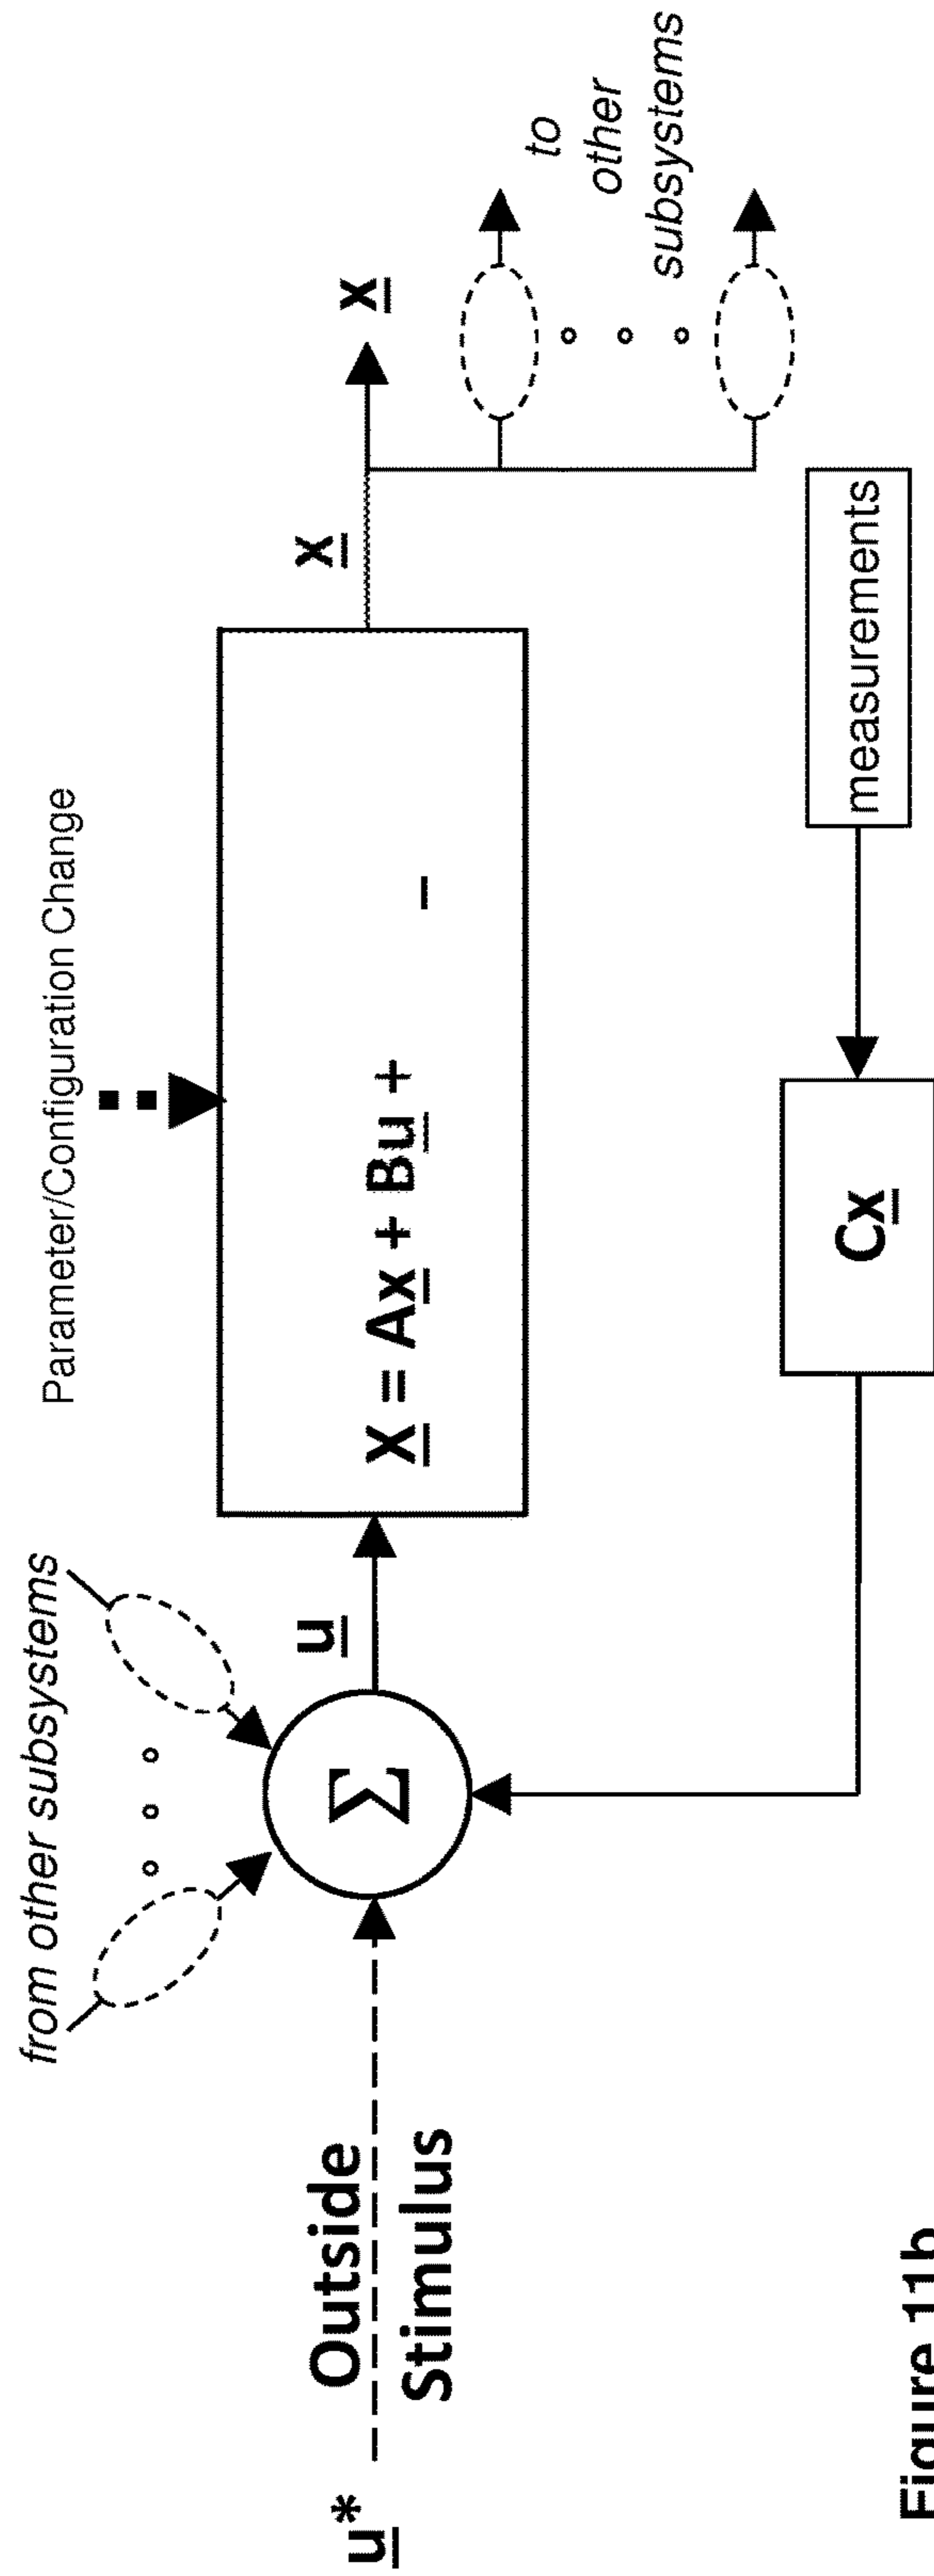 Parameter/Configuration Change
from other subsystems
u* Outside
Stimulus
Σ
u
X = Ax + Bu + _
x
x
to
other
subsystems
Cx
measurements
Figure 11b